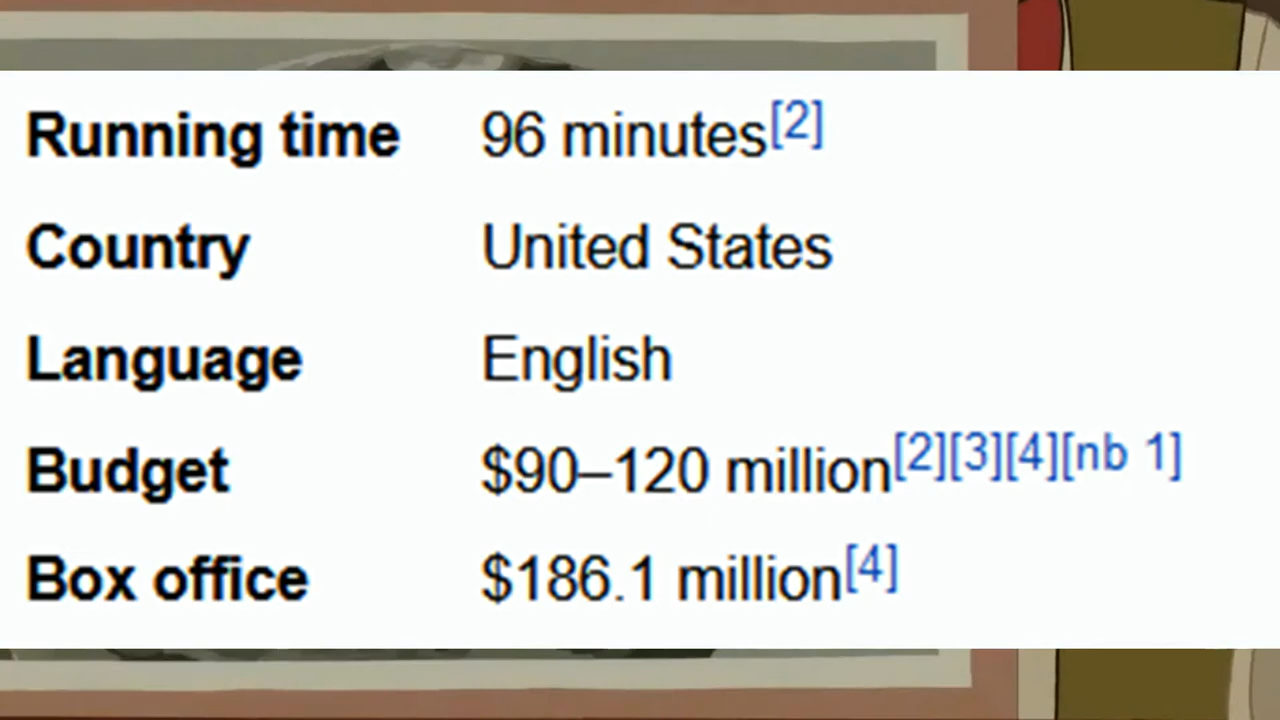 Running time 96 minutes[2]
Country United States
Language English
Budget $90–120 million[2][3][4][nb 1]
Box office $186.1 million[4]